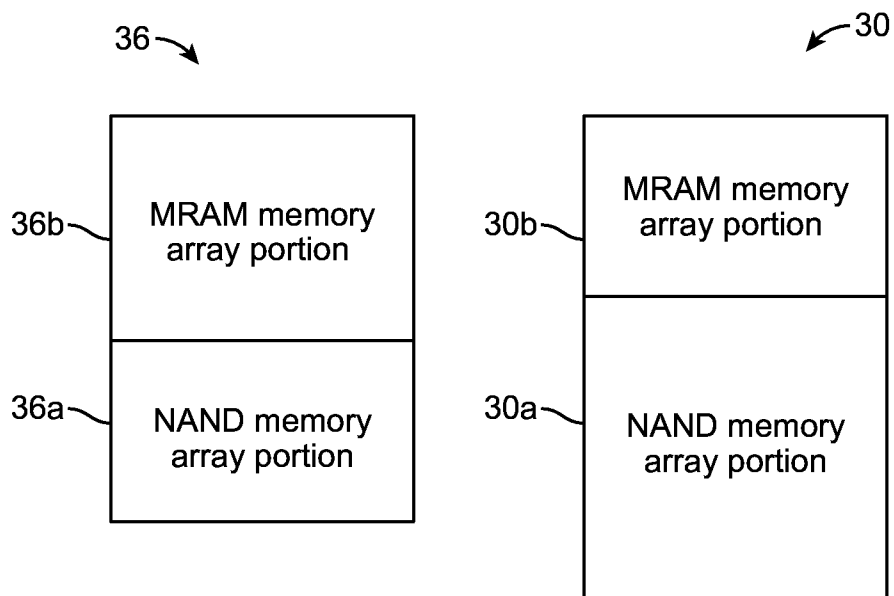 36
30
MRAM memory
array portion
36b
MRAM memory
array portion
30b
NAND memory
array portion
36a
NAND memory
array portion
30a